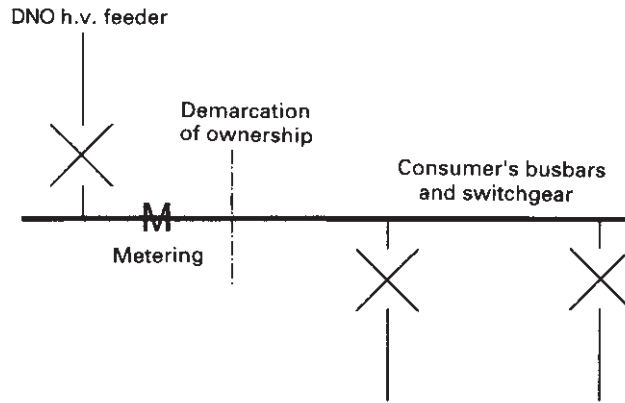 DNO h.v. feeder
Demarcation
of ownership
Consumer's busbars
and switchgear
M
Metering